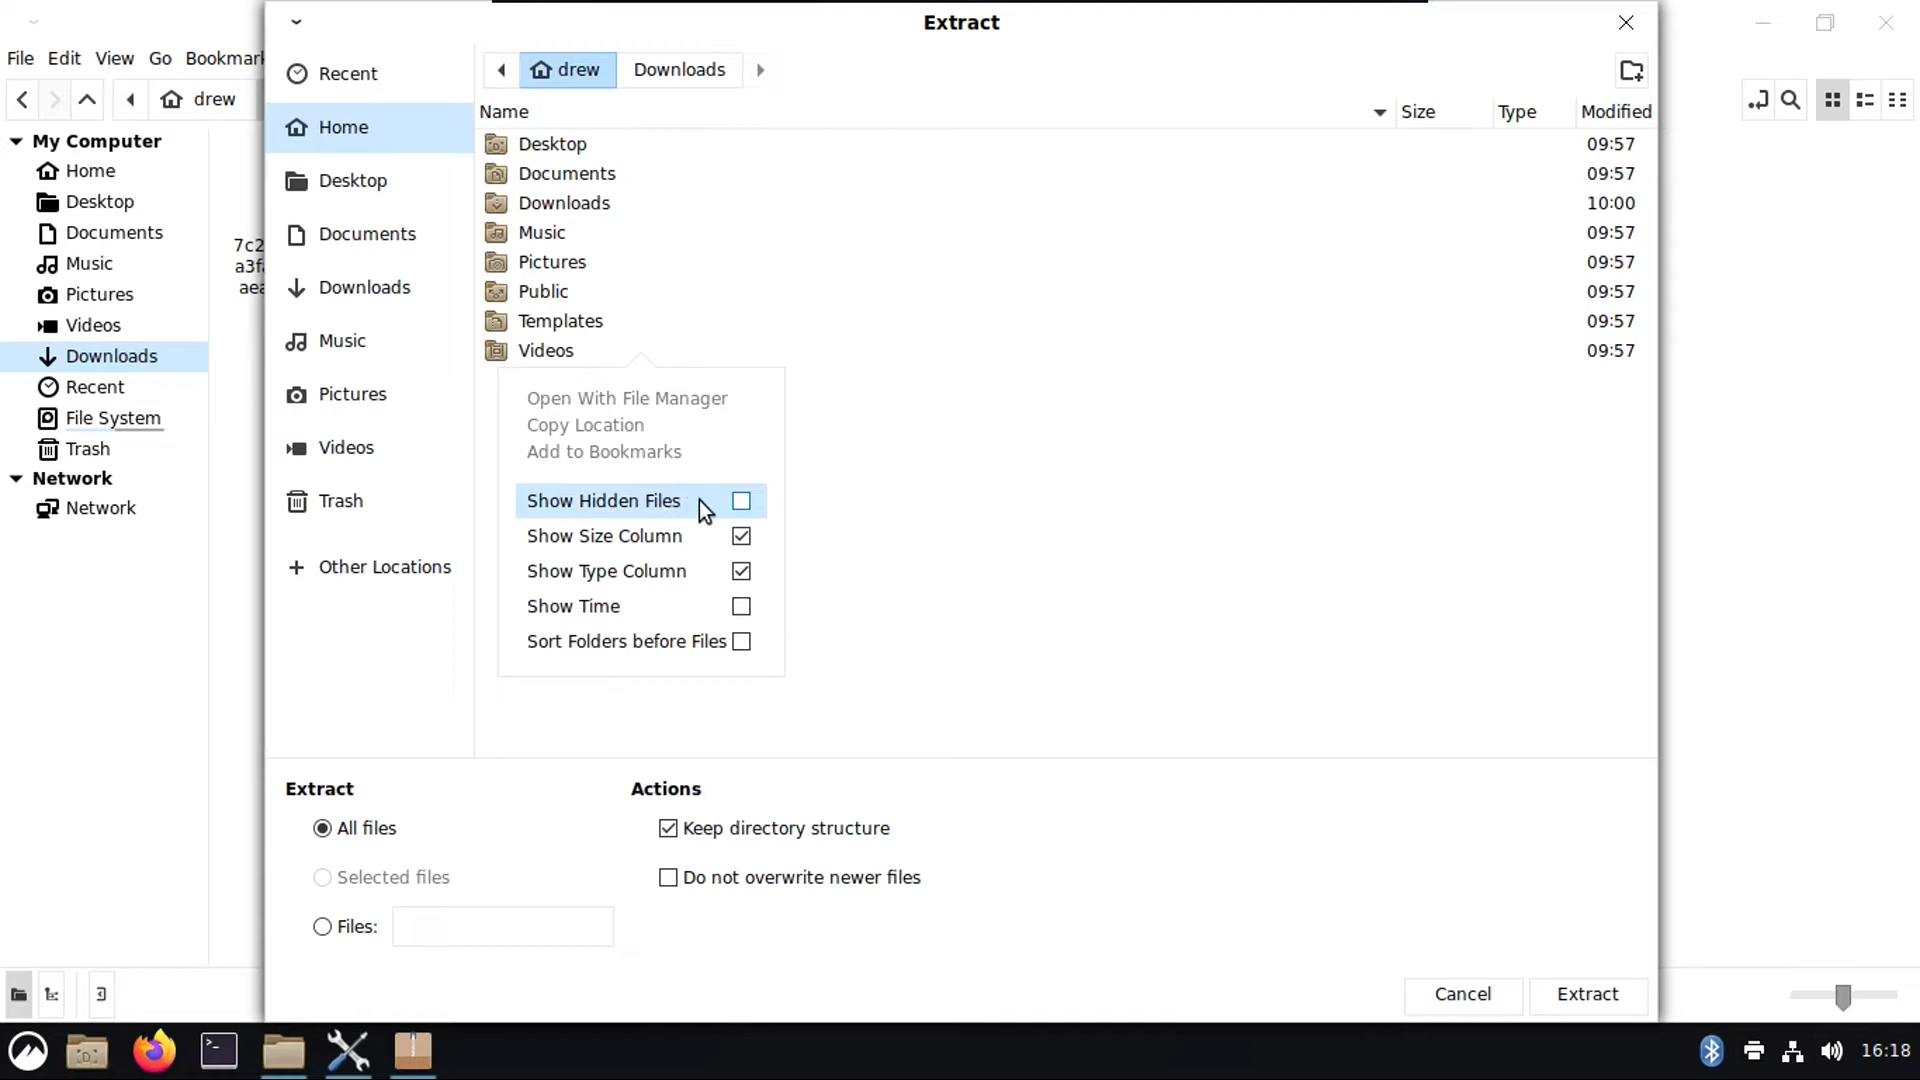 Extract
File Edit View Go Bookmark
drew
My Computer
Home
Desktop
Documents
Music
Pictures
Videos
Downloads
Recent
File System
Trash
Network
Network
7c2
a3fa
aea
Recent
Home
Desktop
Documents
Downloads
Music
Pictures
Videos
Trash
Other Locations
drew Downloads
Name Size Type Modified
Desktop 09:57
Documents 09:57
Downloads 10:00
Music 09:57
Pictures 09:57
Public 09:57
Templates 09:57
Videos 09:57
Open With File Manager
Copy Location
Add to Bookmarks
Show Hidden Files
Show Size Column
Show Type Column
Show Time
Sort Folders before Files
Extract
All files
Selected files
Files:
Actions
Keep directory structure
Do not overwrite newer files
Cancel Extract
16:18